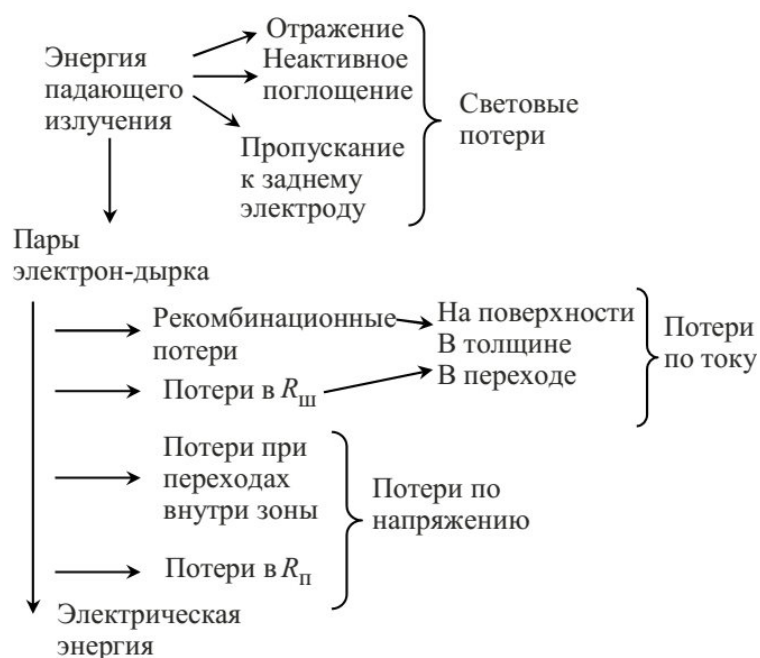 Энергия
падающего
излучения
Отражение
Неактивное
поглощение
Пропускание
к заднему
электроду
Световые
потери
Пары
электрон-дырка
Рекомбинационные
потери
На поверхности
В толщине
В переходе
Потери
по току
Потери в Rш
Потери при
переходах
внутри зоны
Потери по
напряжению
Потери в Rп
Электрическая
энергия